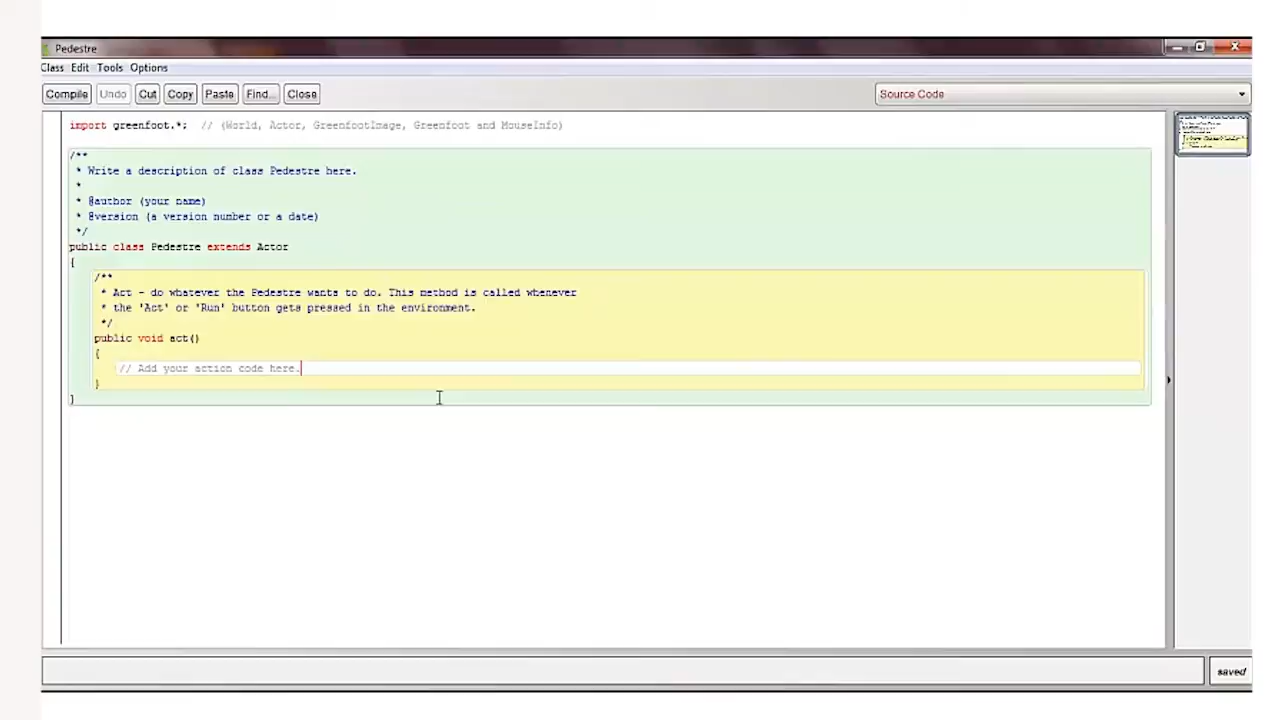 Pedestre
Class Edit Tools Options
Compile Undo Cut Copy Paste Find... Close Source Code
import greenfoot.*;  // (World, Actor, GreenfootImage, Greenfoot and MouseInfo)
/**
 * Write a description of class Pedestre here.
 *
 * @author (your name)
 * @version (a version number or a date)
 */
public class Pedestre extends Actor
{
    /**
     * Act - do whatever the Pedestre wants to do. This method is called whenever
     * the 'Act' or 'Run' button gets pressed in the environment.
     */
    public void act()
    {
        // Add your action code here.
    }
}
saved